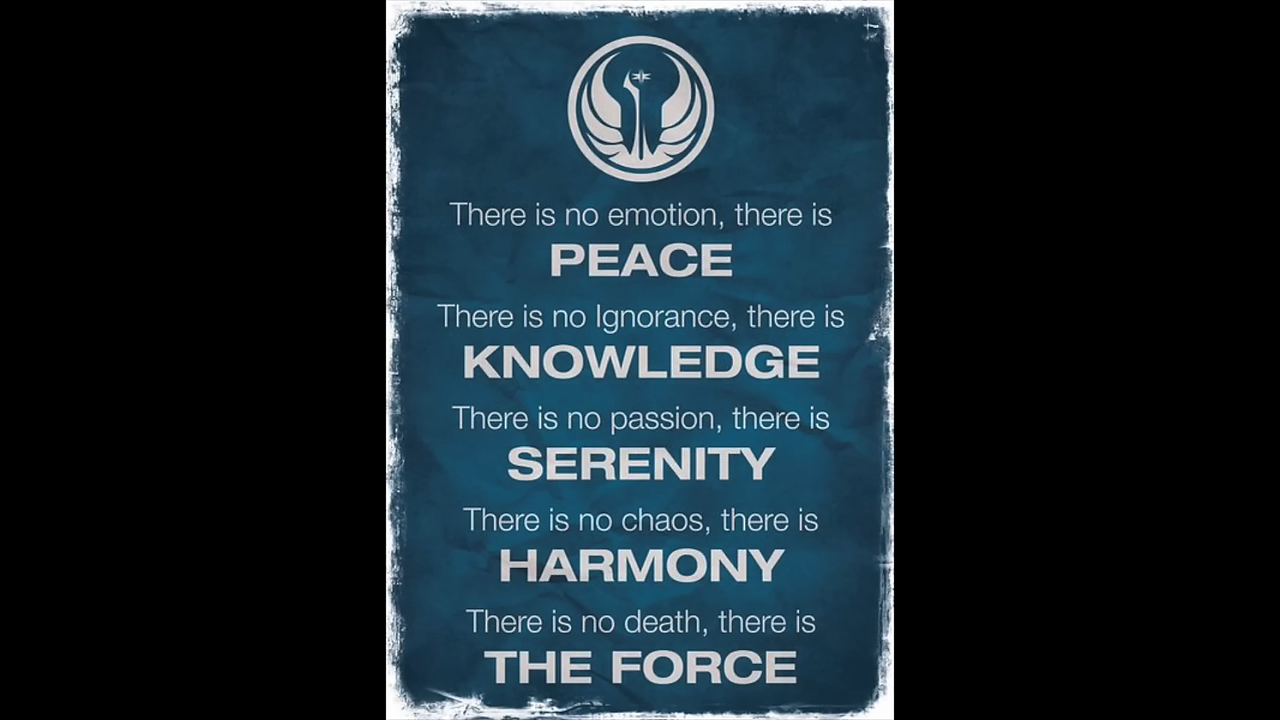 There is no emotion, there is
PEACE
There is no Ignorance, there is
KNOWLEDGE
There is no passion, there is
SERENITY
There is no chaos, there is
HARMONY
There is no death, there is
THE FORCE